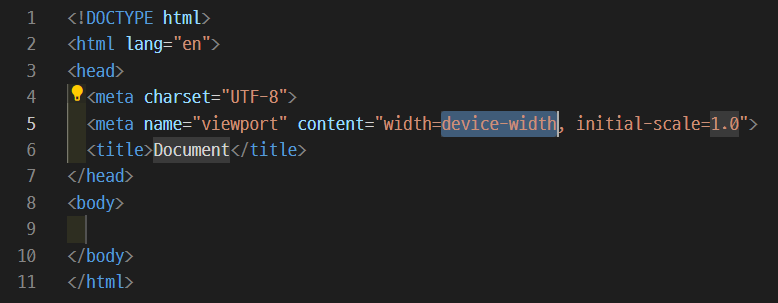 1 <!DOCTYPE html>
2 <html lang="en">
3 <head>
4 <meta charset="UTF-8">
5 <meta name="viewport" content="width=device-width, initial-scale=1.0">
6 <title>Document</title>
7 </head>
8 <body>
9
10 </body>
11 </html>